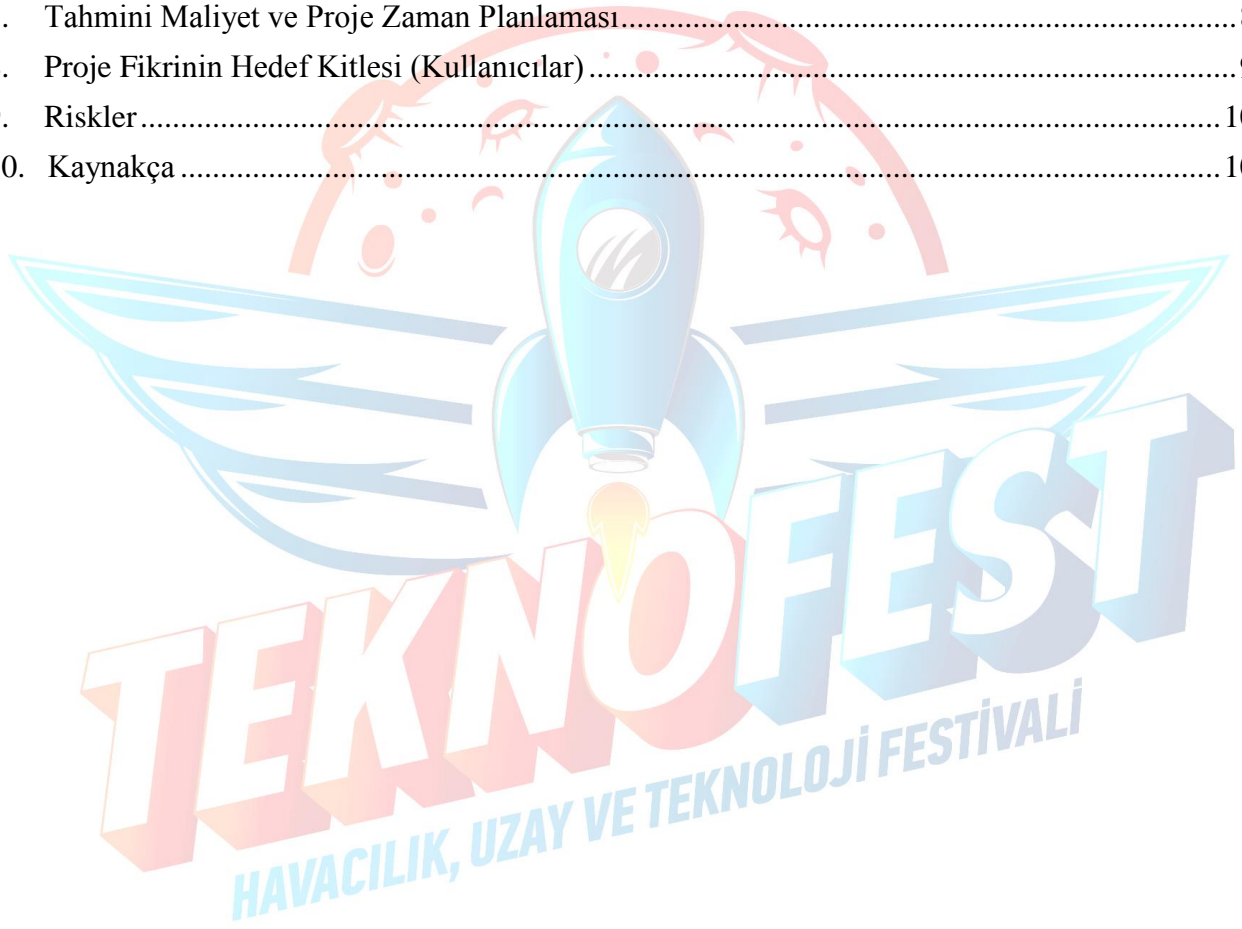 . Tahmini Maliyet ve Proje Zaman Planlaması
. Proje Fikrinin Hedef Kitlesi (Kullanıcılar)
. Riskler
0. Kaynakça
TEKNOFEST
HAVACILIK, UZAY VE TEKNOLOJİ FESTİVALİ